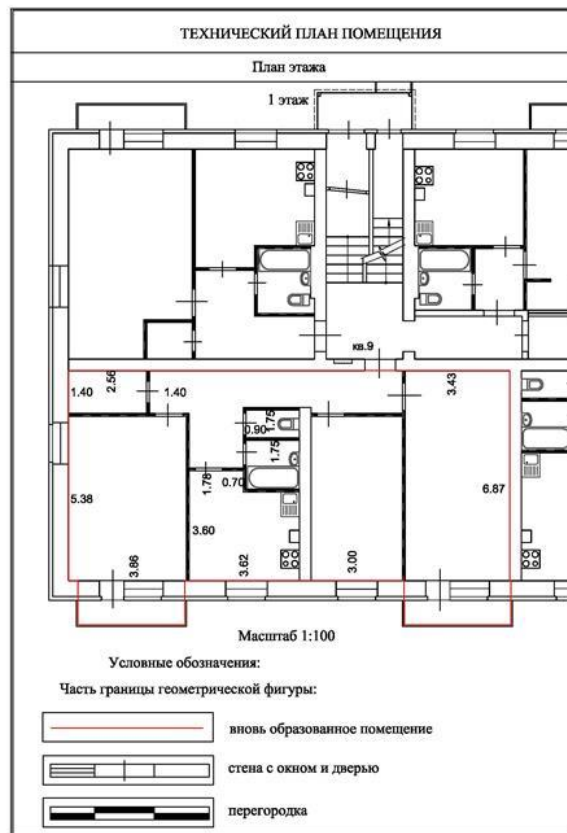 ТЕХНИЧЕСКИЙ ПЛАН ПОМЕЩЕНИЯ
План этажа
1 этаж
кв.9
1.40
2.56
1.40
3.43
0.90
1.75
1.75
1.78
0.70
5.38
3.60
6.87
3.86
3.62
3.00
Масштаб 1:100
Условные обозначения:
Часть границы геометрической фигуры:
вновь образованное помещение
стена с окном и дверью
перегородка